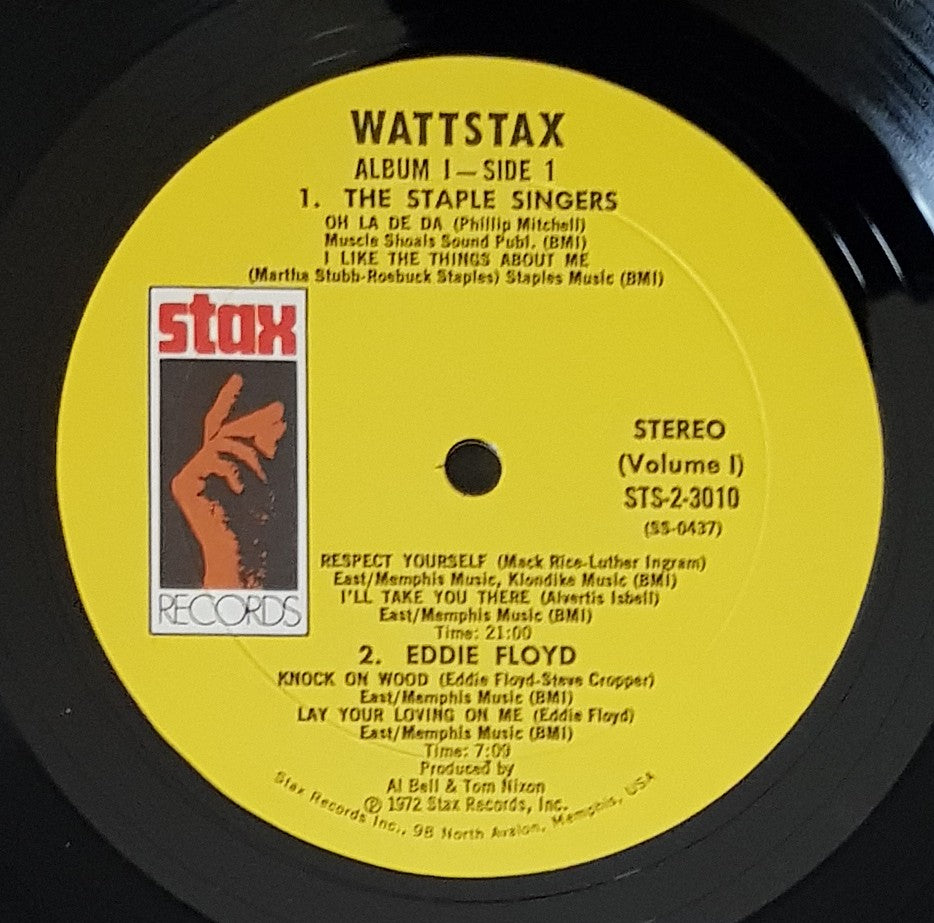 WATTSTAX
ALBUM I—SIDE 1
1. THE STAPLE SINGERS
OH LA DE DA (Phillip Mitchell)
Muscle Shoals Sound Publ. (BMI)
I LIKE THE THINGS ABOUT ME
(Martha Stubb-Roebuck Staples) Staples Music (BMI)
stax
RECORDS
STEREO
(Volume I)
STS-2-3010
(SS-0437)
RESPECT YOURSELF (Mack Rice-Luther Ingram)
East/Memphis Music, Klondike Music (BMI)
I'LL TAKE YOU THERE (Alvertis Isbell)
East/Memphis Music (BMI)
Time: 21:00
2. EDDIE FLOYD
KNOCK ON WOOD (Eddie Floyd-Steve Cropper)
East/Memphis Music (BMI)
LAY YOUR LOVING ON ME (Eddie Floyd)
East/Memphis Music (BMI)
Time: 7:00
Produced by
Al Bell & Tom Nixon
℗ 1972 Stax Records, Inc.
Stax Records Inc., 98 North Avalon, Memphis, USA